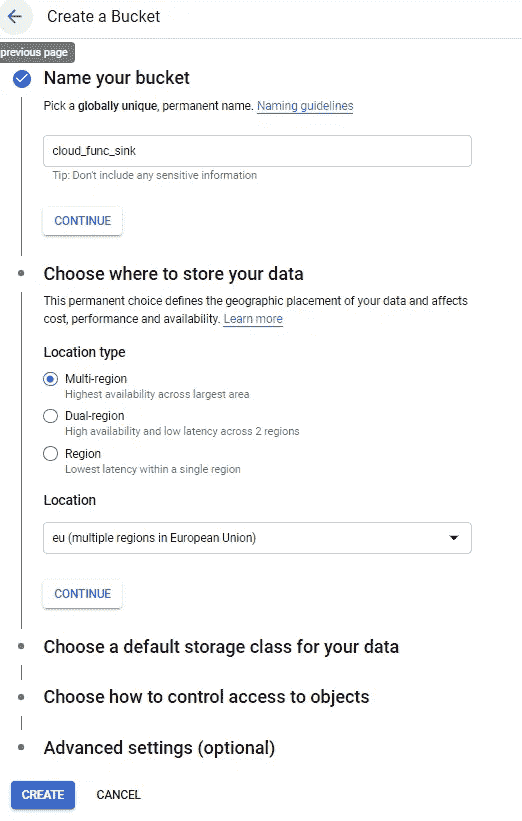 Create a Bucket
previous page
Name your bucket
Pick a globally unique, permanent name. Naming guidelines
cloud_func_sink
Tip: Don't include any sensitive information
CONTINUE
Choose where to store your data
This permanent choice defines the geographic placement of your data and affects
cost, performance and availability. Learn more
Location type
Multi-region
Highest availability across largest area
Dual-region
High availability and low latency across 2 regions
Region
Lowest latency within a single region
Location
eu (multiple regions in European Union)
CONTINUE
Choose a default storage class for your data
Choose how to control access to objects
Advanced settings (optional)
CREATE CANCEL